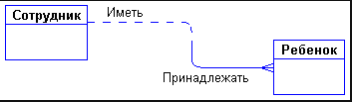 Сотрудник
Иметь
Ребенок
Принадлежать